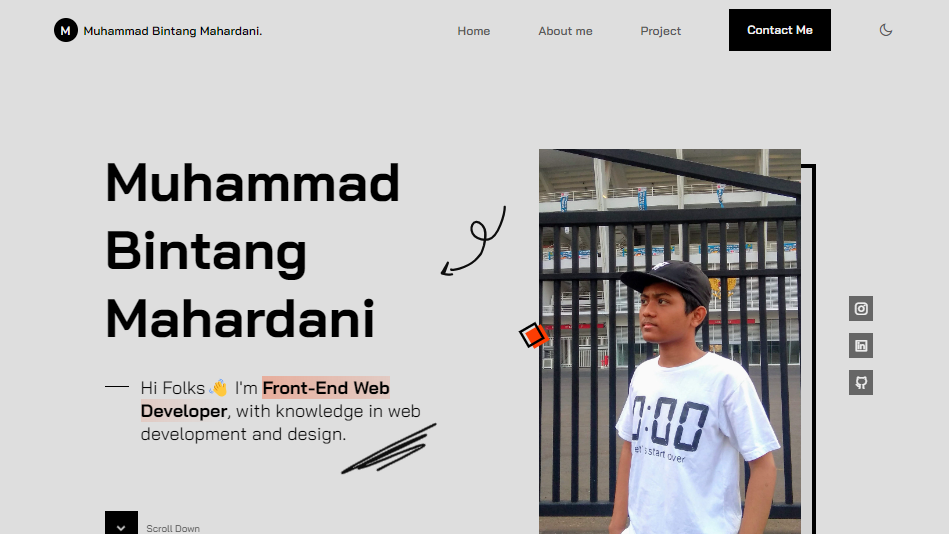 M Muhammad Bintang Mahardani.
Home
About me
Project
Contact Me
Muhammad
Bintang
Mahardani
Hi Folks👋 I'm Front-End Web
Developer, with knowledge in web
development and design.
0:00
let's start over
in
Scroll Down